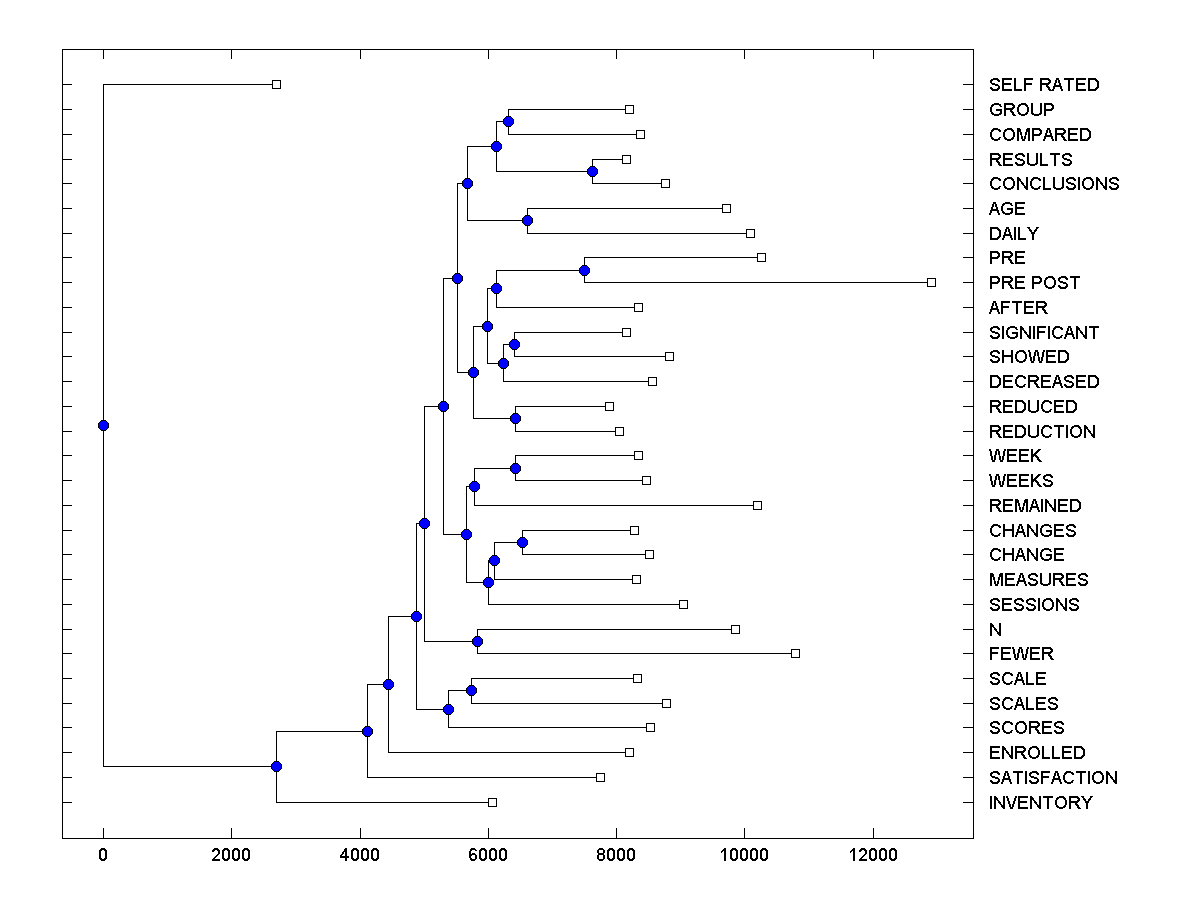 SELF RATED
GROUP
COMPARED
RESULTS
CONCLUSIONS
AGE
DAILY
PRE
PRE POST
AFTER
SIGNIFICANT
SHOWED
DECREASED
REDUCED
REDUCTION
WEEK
WEEKS
REMAINED
CHANGES
CHANGE
MEASURES
SESSIONS
N
FEWER
SCALE
SCALES
SCORES
ENROLLED
SATISFACTION
INVENTORY
0 2000 4000 6000 8000 10000 12000